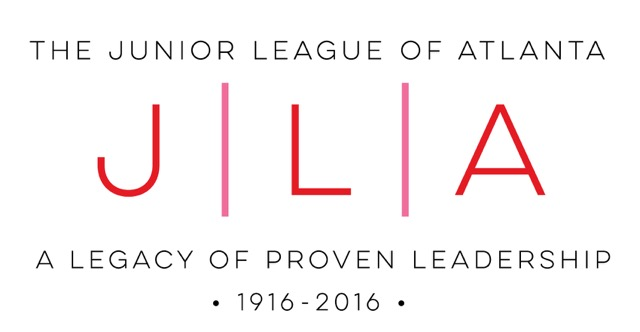 THE JUNIOR LEAGUE OF ATLANTA
J | L | A
A LEGACY OF PROVEN LEADERSHIP
• 1916-2016 •